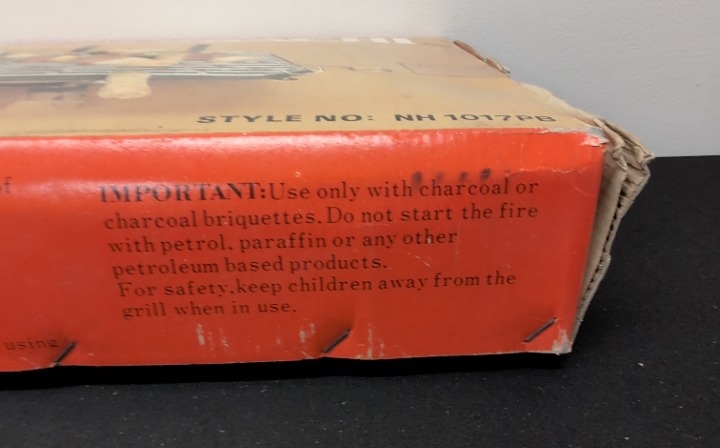 STYLE NO: NH 1017PB
of
IMPORTANT:Use only with charcoal or
charcoal briquettes. Do not start the fire
with petrol. paraffin or any other
petroleum based products.
For safety.keep children away from the
grill when in use.
using